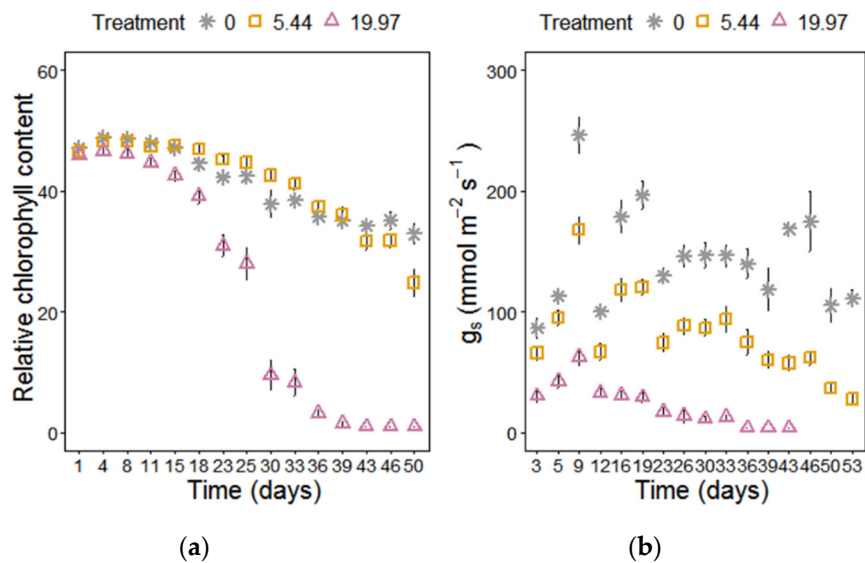 Treatment 0 5.44 19.97
60
40
20
0
Relative chlorophyll content
1 4 8 11 15 18 23 25 30 33 36 39 43 46 50
Time (days)
(a)
Treatment 0 5.44 19.97
300
200
100
0
gs (mmol m−2 s−1)
3 5 9 12 16 19 23 26 30 33 36 39 43 46 50 53
Time (days)
(b)